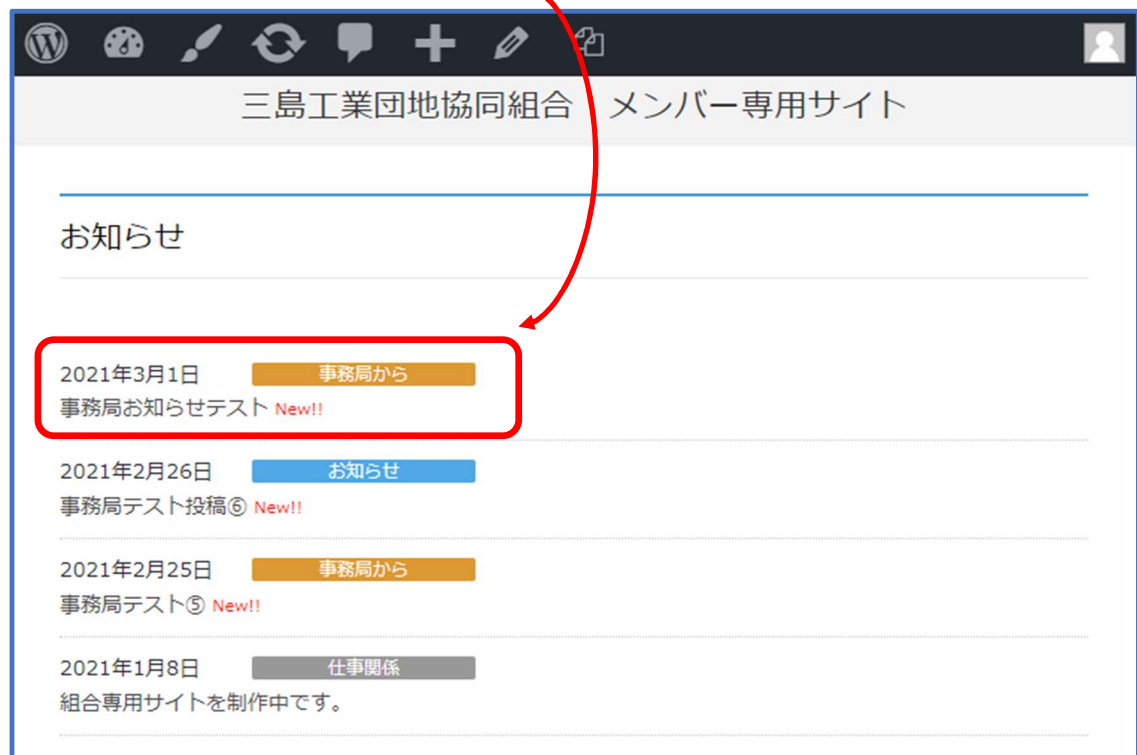 三島工業団地協同組合　メンバー専用サイト
お知らせ
2021年3月1日 事務局から
事務局お知らせテスト New!!
2021年2月26日 お知らせ
事務局テスト投稿⑥ New!!
2021年2月25日 事務局から
事務局テスト⑤ New!!
2021年1月8日 仕事関係
組合専用サイトを制作中です。